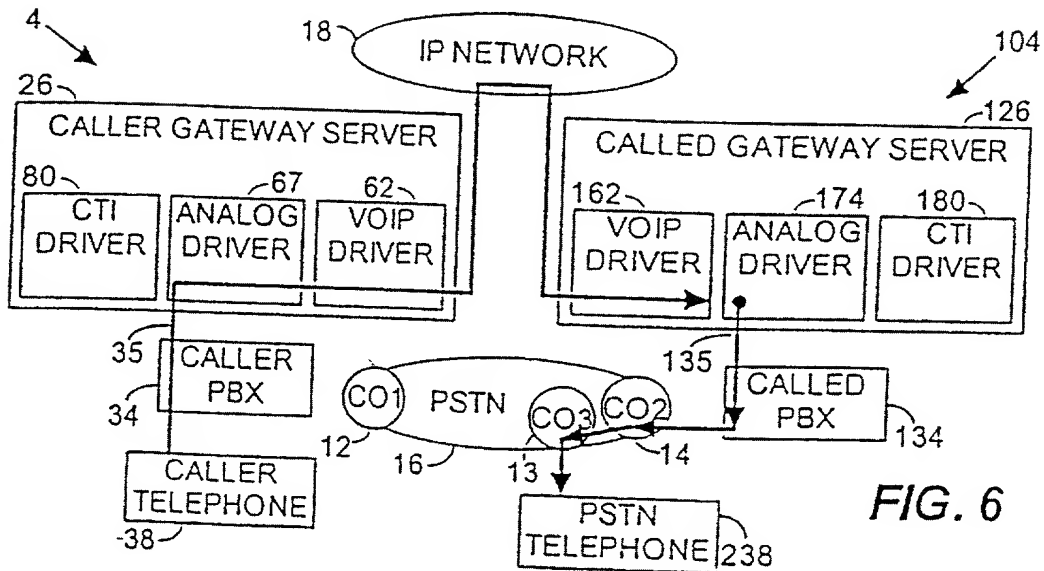 4
18
IP NETWORK
104
26
CALLER GATEWAY SERVER
126
CALLED GATEWAY SERVER
80
CTI
DRIVER
67
ANALOG
DRIVER
62
VOIP
DRIVER
162
VOIP
DRIVER
174
ANALOG
DRIVER
180
CTI
DRIVER
35
CALLER
PBX
34
CO1
12
PSTN
16
CO3
13
CO2
14
135
CALLED
PBX
134
CALLER
TELEPHONE
38
PSTN
TELEPHONE
238
FIG. 6